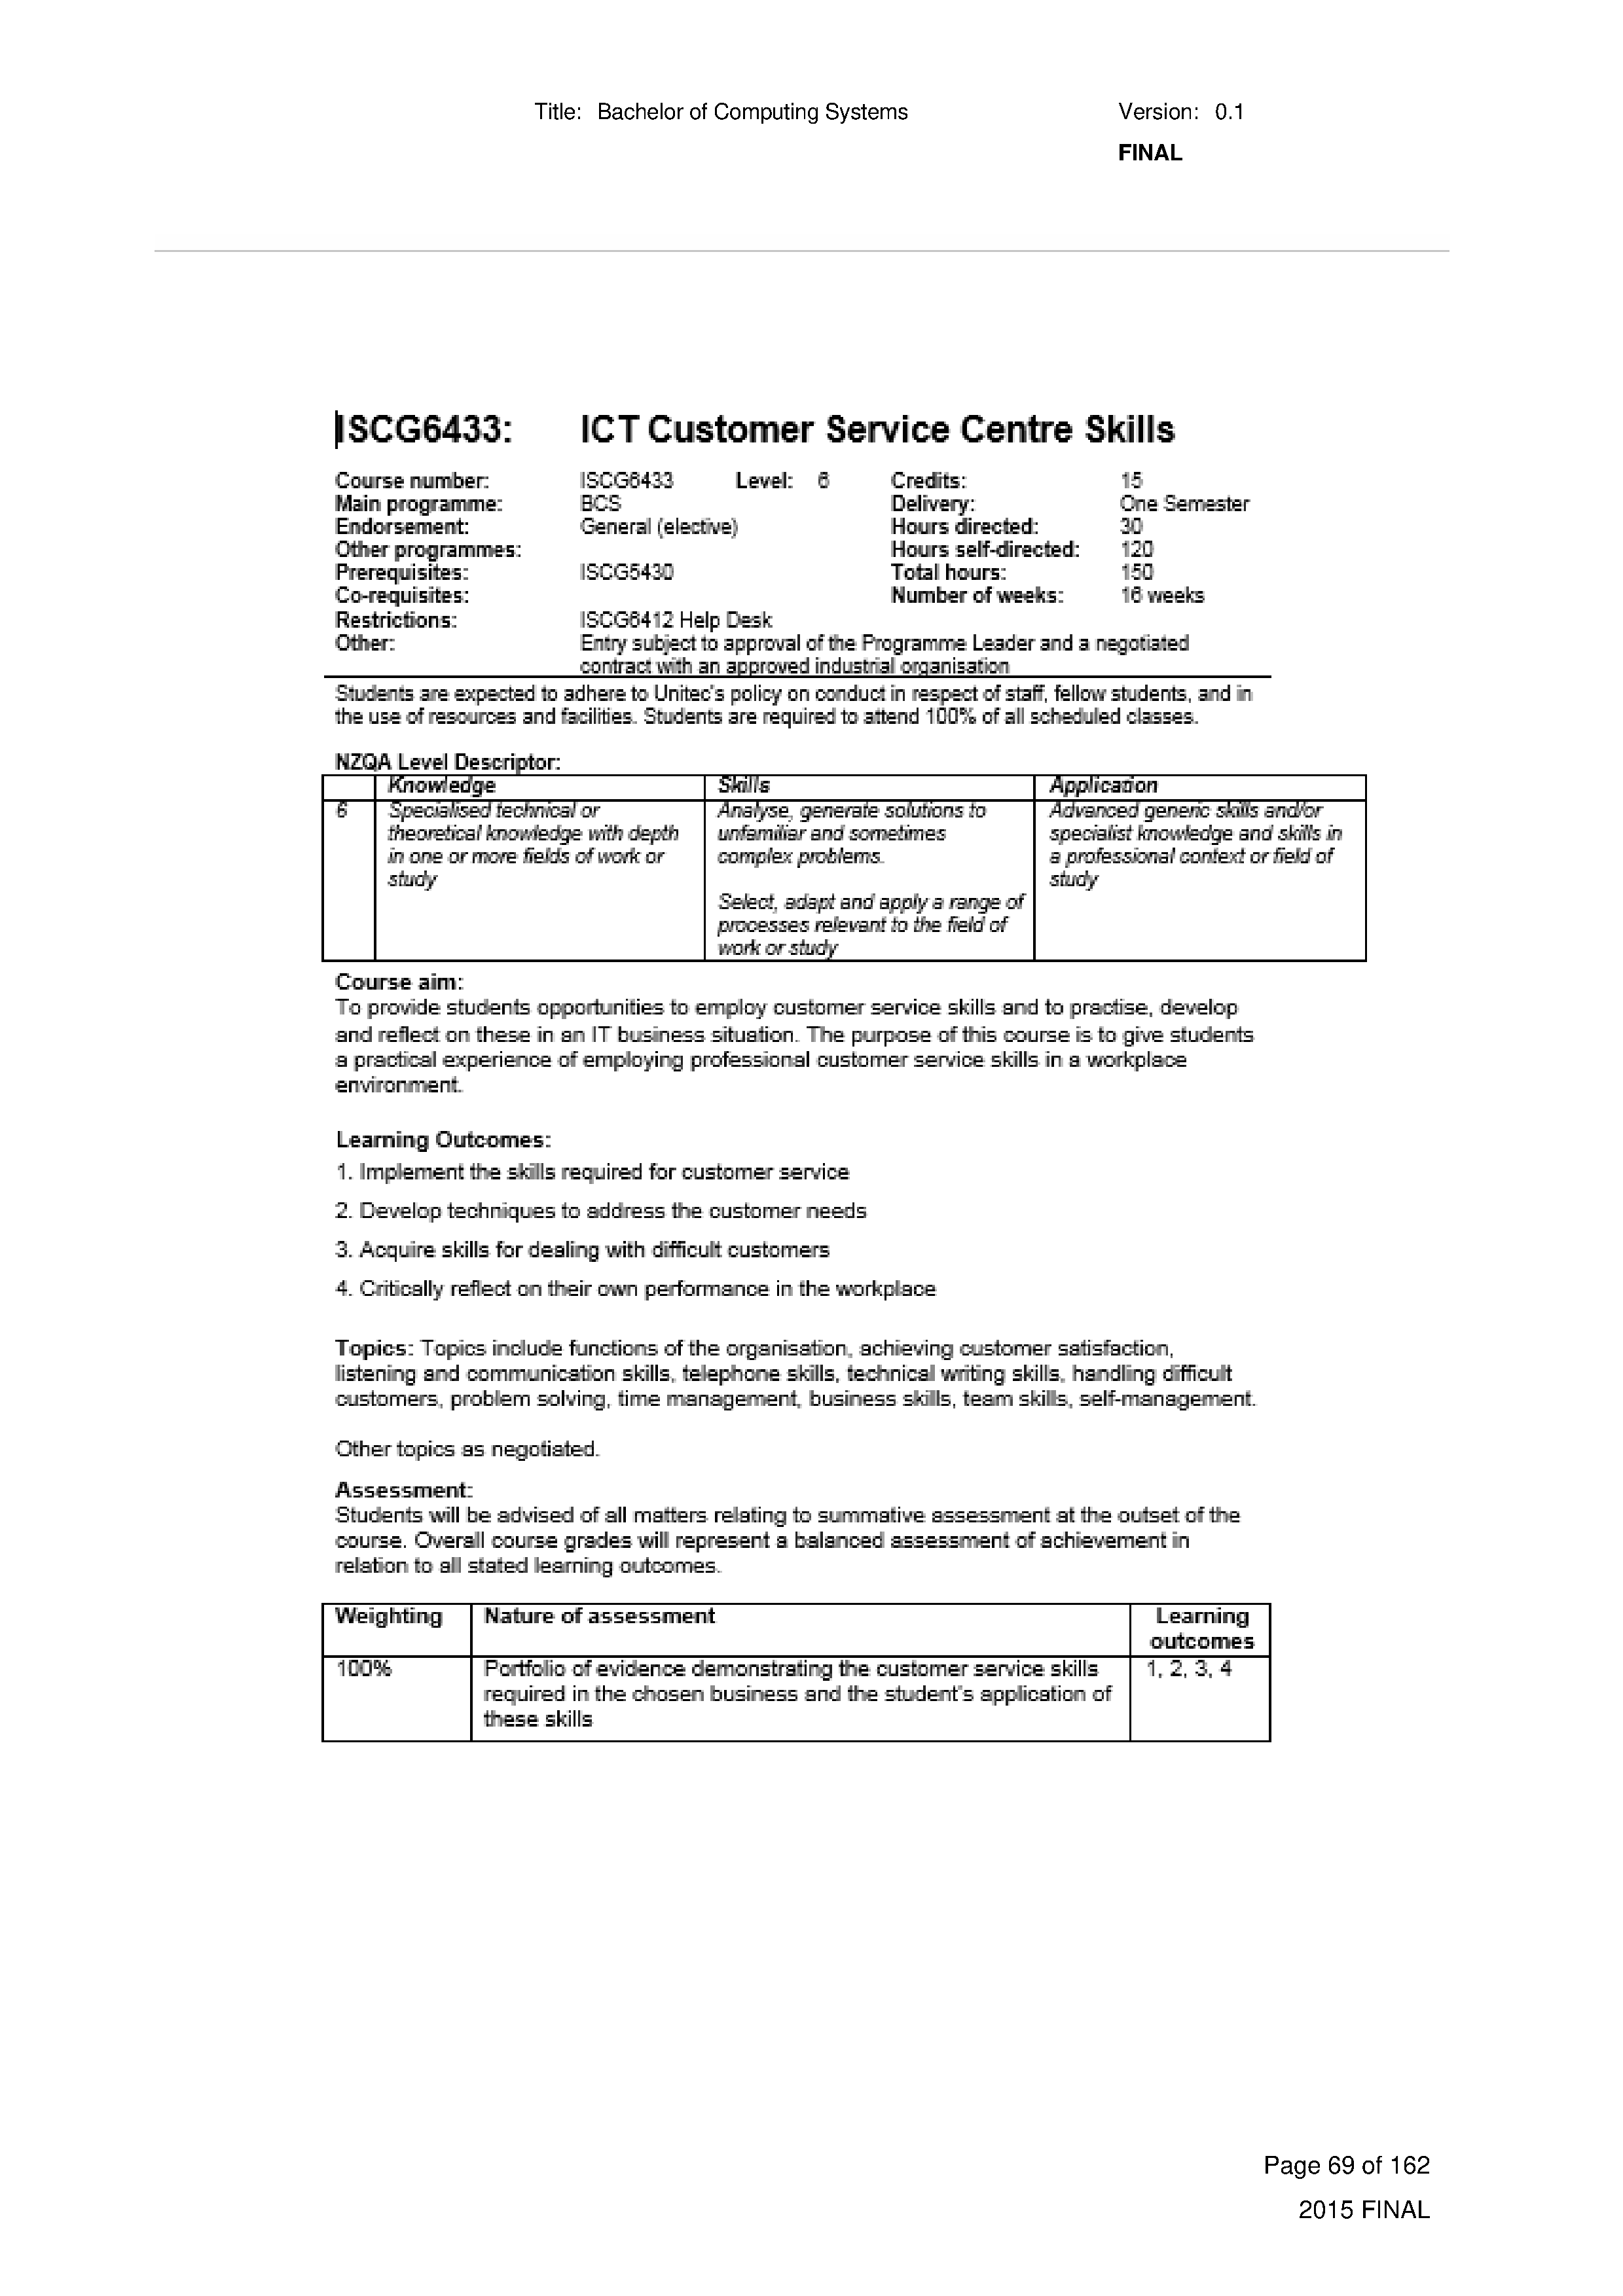 Title: Bachelor of Computing Systems Version: 0.1
FINAL
ISCG6433: ICT Customer Service Centre Skills
Course number: ISCG6433 Level: 6 Credits: 15
Main programme: BCS Delivery: One Semester
Endorsement: General (elective) Hours directed: 30
Other programmes: Hours self-directed: 120
Prerequisites: ISCG5430 Total hours: 150
Co-requisites: Number of weeks: 16 weeks
Restrictions: ISCG6412 Help Desk
Other: Entry subject to approval of the Programme Leader and a negotiated
contract with an approved industrial organisation
Students are expected to adhere to Unitec's policy on conduct in respect of staff, fellow students, and in
the use of resources and facilities. Students are required to attend 100% of all scheduled classes.
NZQA Level Descriptor:
Knowledge Skills Application
6 Specialised technical or Analyse, generate solutions to Advanced generic skills and/or
theoretical knowledge with depth unfamiliar and sometimes specialist knowledge and skills in
in one or more fields of work or complex problems. a professional context or field of
study study
Select, adapt and apply a range of
processes relevant to the field of
work or study
Course aim:
To provide students opportunities to employ customer service skills and to practise, develop
and reflect on these in an IT business situation. The purpose of this course is to give students
a practical experience of employing professional customer service skills in a workplace
environment.
Learning Outcomes:
1. Implement the skills required for customer service
2. Develop techniques to address the customer needs
3. Acquire skills for dealing with difficult customers
4. Critically reflect on their own performance in the workplace
Topics: Topics include functions of the organisation, achieving customer satisfaction,
listening and communication skills, telephone skills, technical writing skills, handling difficult
customers, problem solving, time management, business skills, team skills, self-management.
Other topics as negotiated.
Assessment:
Students will be advised of all matters relating to summative assessment at the outset of the
course. Overall course grades will represent a balanced assessment of achievement in
relation to all stated learning outcomes.
Weighting Nature of assessment Learning
outcomes
100% Portfolio of evidence demonstrating the customer service skills 1, 2, 3, 4
required in the chosen business and the student's application of
these skills
Page 69 of 162
2015 FINAL